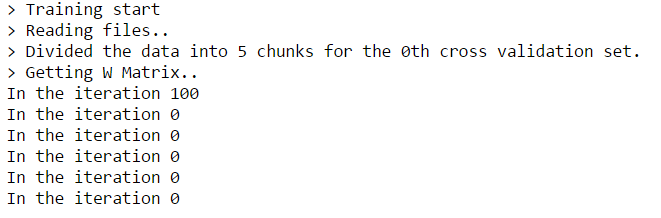 > Training start
> Reading files..
> Divided the data into 5 chunks for the 0th cross validation set.
> Getting W Matrix..
In the iteration 100
In the iteration 0
In the iteration 0
In the iteration 0
In the iteration 0
In the iteration 0